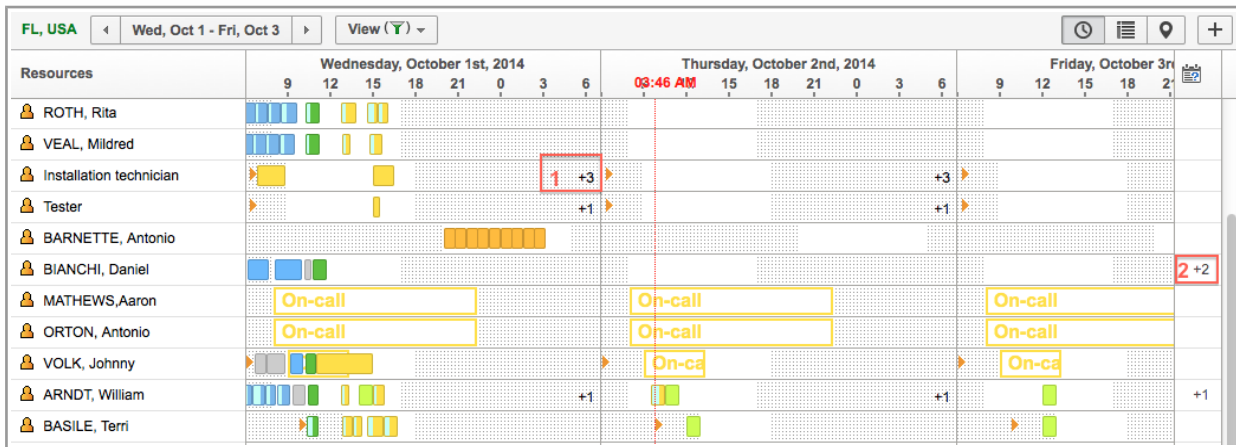 FL, USA Wed, Oct 1 - Fri, Oct 3 View ( )
Resources Wednesday, October 1st, 2014 Thursday, October 2nd, 2014 Friday, October 3r
9 12 15 18 21 0 3 6 03:46 AM 15 18 21 0 3 6 9 12 15 18 21
ROTH, Rita
VEAL, Mildred
Installation technician 1 +3 +3
Tester +1 +1
BARNETTE, Antonio
BIANCHI, Daniel 2 +2
MATHEWS,Aaron On-call On-call On-call
ORTON, Antonio On-call On-call On-call
VOLK, Johnny On-ca On-ca
ARNDT, William +1 +1 +1
BASILE, Terri